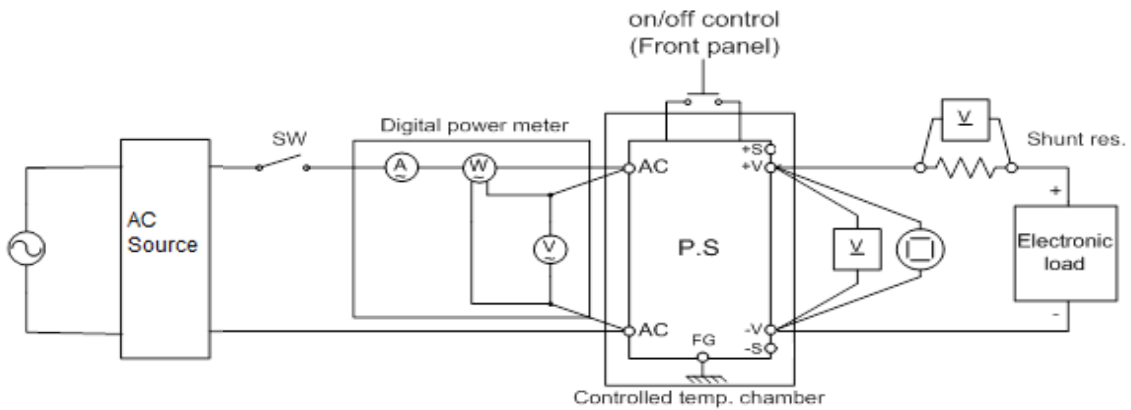 on/off control
(Front panel)
Digital power meter
SW
V
Shunt res.
A
~
W
~
AC
+S
+V
+
AC
Source
V
~
P.S
V
Electronic
load
AC
FG
-V
-S
-
Controlled temp. chamber